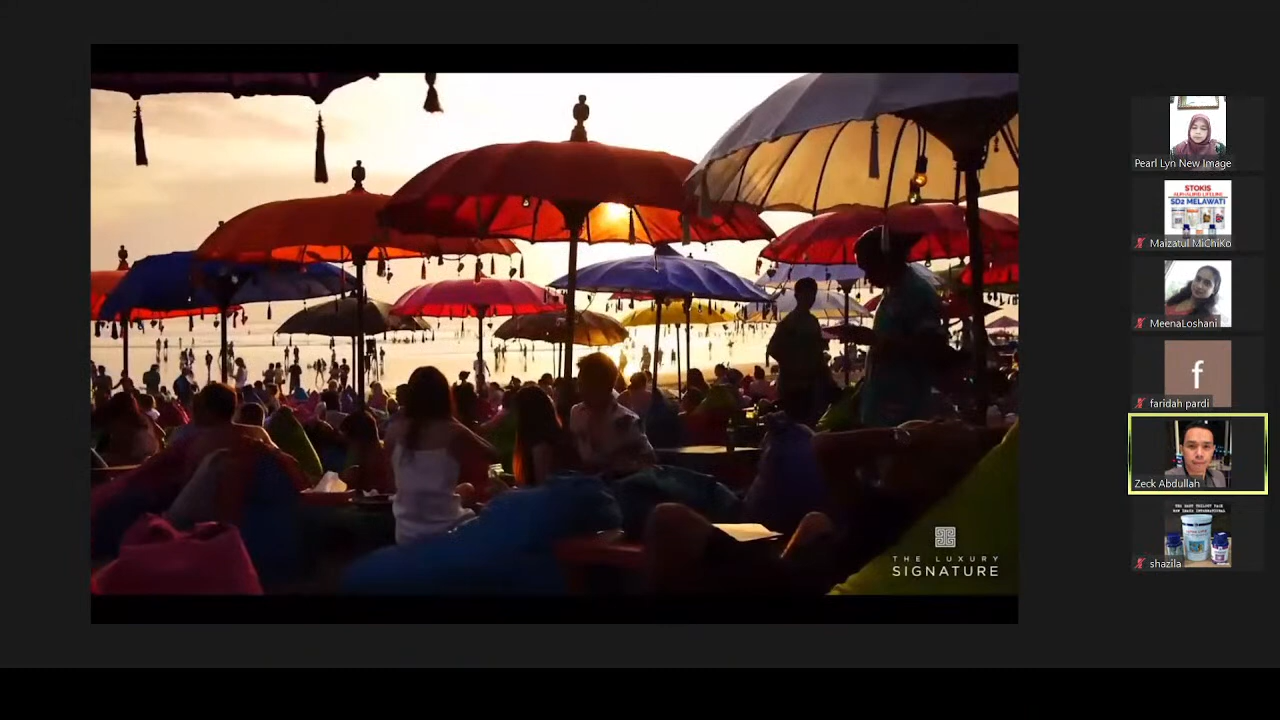 THE LUXURY
SIGNATURE
Pearl Lyn New Image
STOKIS
SD2 MELAWATI
Maizatul MiChiKo
MeenaLoshani
f
faridah pardi
Zeck Abdullah
shazila